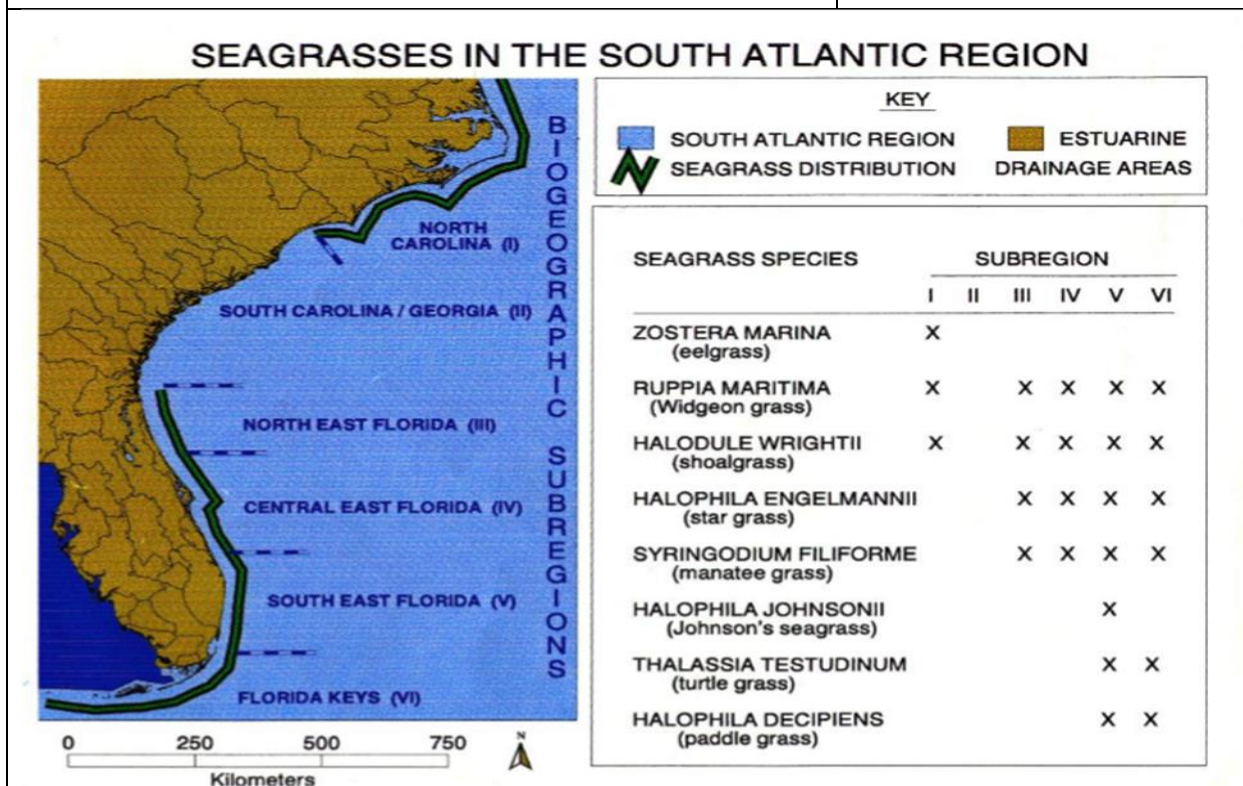 SEAGRASSES IN THE SOUTH ATLANTIC REGION
BIOGEOGRAPHIC SUBREGIONS
NORTH
CAROLINA (I)
SOUTH CAROLINA / GEORGIA (II)
NORTH EAST FLORIDA (III)
CENTRAL EAST FLORIDA (IV)
SOUTH EAST FLORIDA (V)
FLORIDA KEYS (VI)
0 250 500 750
Kilometers
N
KEY
SOUTH ATLANTIC REGION ESTUARINE
SEAGRASS DISTRIBUTION DRAINAGE AREAS
SEAGRASS SPECIES SUBREGION
I II III IV V VI
ZOSTERA MARINA X
(eelgrass)
RUPPIA MARITIMA X X X X X
(Widgeon grass)
HALODULE WRIGHTII X X X X X
(shoalgrass)
HALOPHILA ENGELMANNII X X X X
(star grass)
SYRINGODIUM FILIFORME X X X X
(manatee grass)
HALOPHILA JOHNSONII X
(Johnson's seagrass)
THALASSIA TESTUDINUM X X
(turtle grass)
HALOPHILA DECIPIENS X X
(paddle grass)